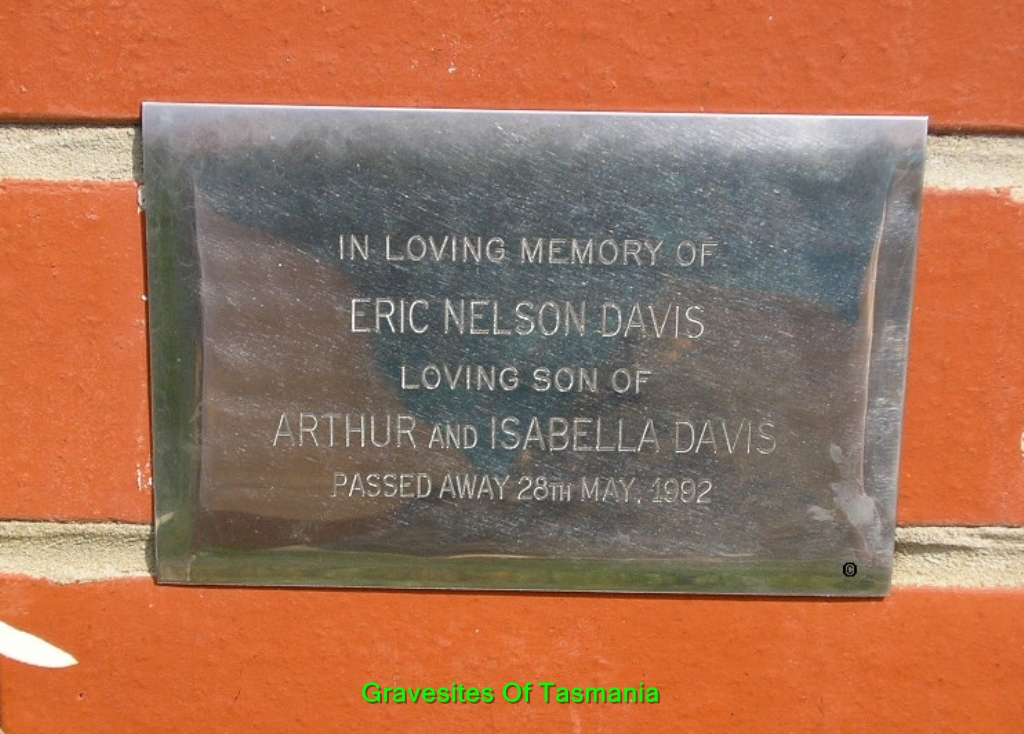 IN LOVING MEMORY OF
ERIC NELSON DAVIS
LOVING SON OF
ARTHUR AND ISABELLA DAVIS
PASSED AWAY 28TH MAY, 1992
©
Gravesites Of Tasmania